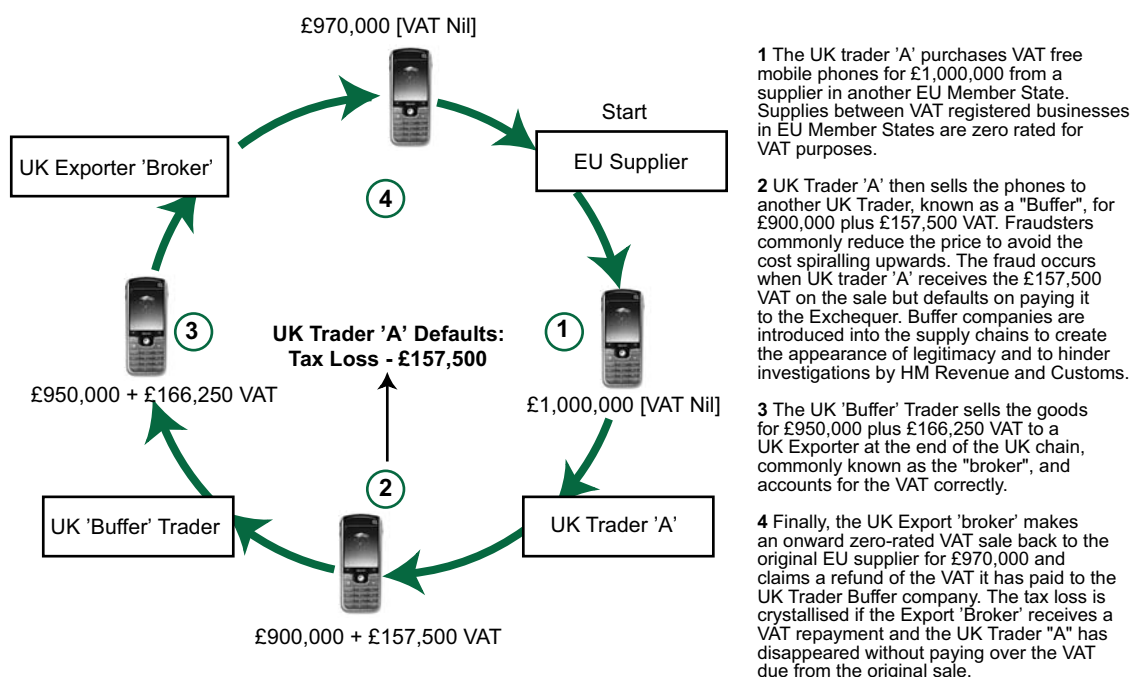 £970,000 [VAT Nil]
Start
EU Supplier
UK Exporter 'Broker'
4
3
1
UK Trader 'A' Defaults:
Tax Loss - £157,500
£950,000 + £166,250 VAT
£1,000,000 [VAT Nil]
2
UK 'Buffer' Trader
UK Trader 'A'
£900,000 + £157,500 VAT
1 The UK trader 'A' purchases VAT free
mobile phones for £1,000,000 from a
supplier in another EU Member State.
Supplies between VAT registered businesses
in EU Member States are zero rated for
VAT purposes.
2 UK Trader 'A' then sells the phones to
another UK Trader, known as a "Buffer", for
£900,000 plus £157,500 VAT. Fraudsters
commonly reduce the price to avoid the
cost spiralling upwards. The fraud occurs
when UK trader 'A' receives the £157,500
VAT on the sale but defaults on paying it
to the Exchequer. Buffer companies are
introduced into the supply chains to create
the appearance of legitimacy and to hinder
investigations by HM Revenue and Customs.
3 The UK 'Buffer' Trader sells the goods
for £950,000 plus £166,250 VAT to a
UK Exporter at the end of the UK chain,
commonly known as the "broker", and
accounts for the VAT correctly.
4 Finally, the UK Export 'broker' makes
an onward zero-rated VAT sale back to the
original EU supplier for £970,000 and
claims a refund of the VAT it has paid to the
UK Trader Buffer company. The tax loss is
crystallised if the Export 'Broker' receives a
VAT repayment and the UK Trader "A" has
disappeared without paying over the VAT
due from the original sale.